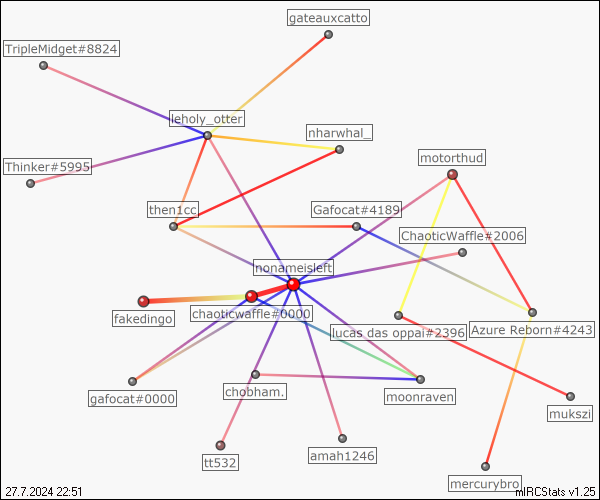 gateauxcatto
TripleMidget#8824
leholy_otter
nharwhal_
motorthud
Thinker#5995
then1cc
Gafocat#4189
ChaoticWaffle#2006
nonameisleft
fakedingo
chaoticwaffle#0000
lucas das oppai#2396
Azure Reborn#4243
gafocat#0000
chobham.
moonraven
mukszi
tt532
amah1246
mercurybro
27.7.2024 22:51
mIRCStats v1.25